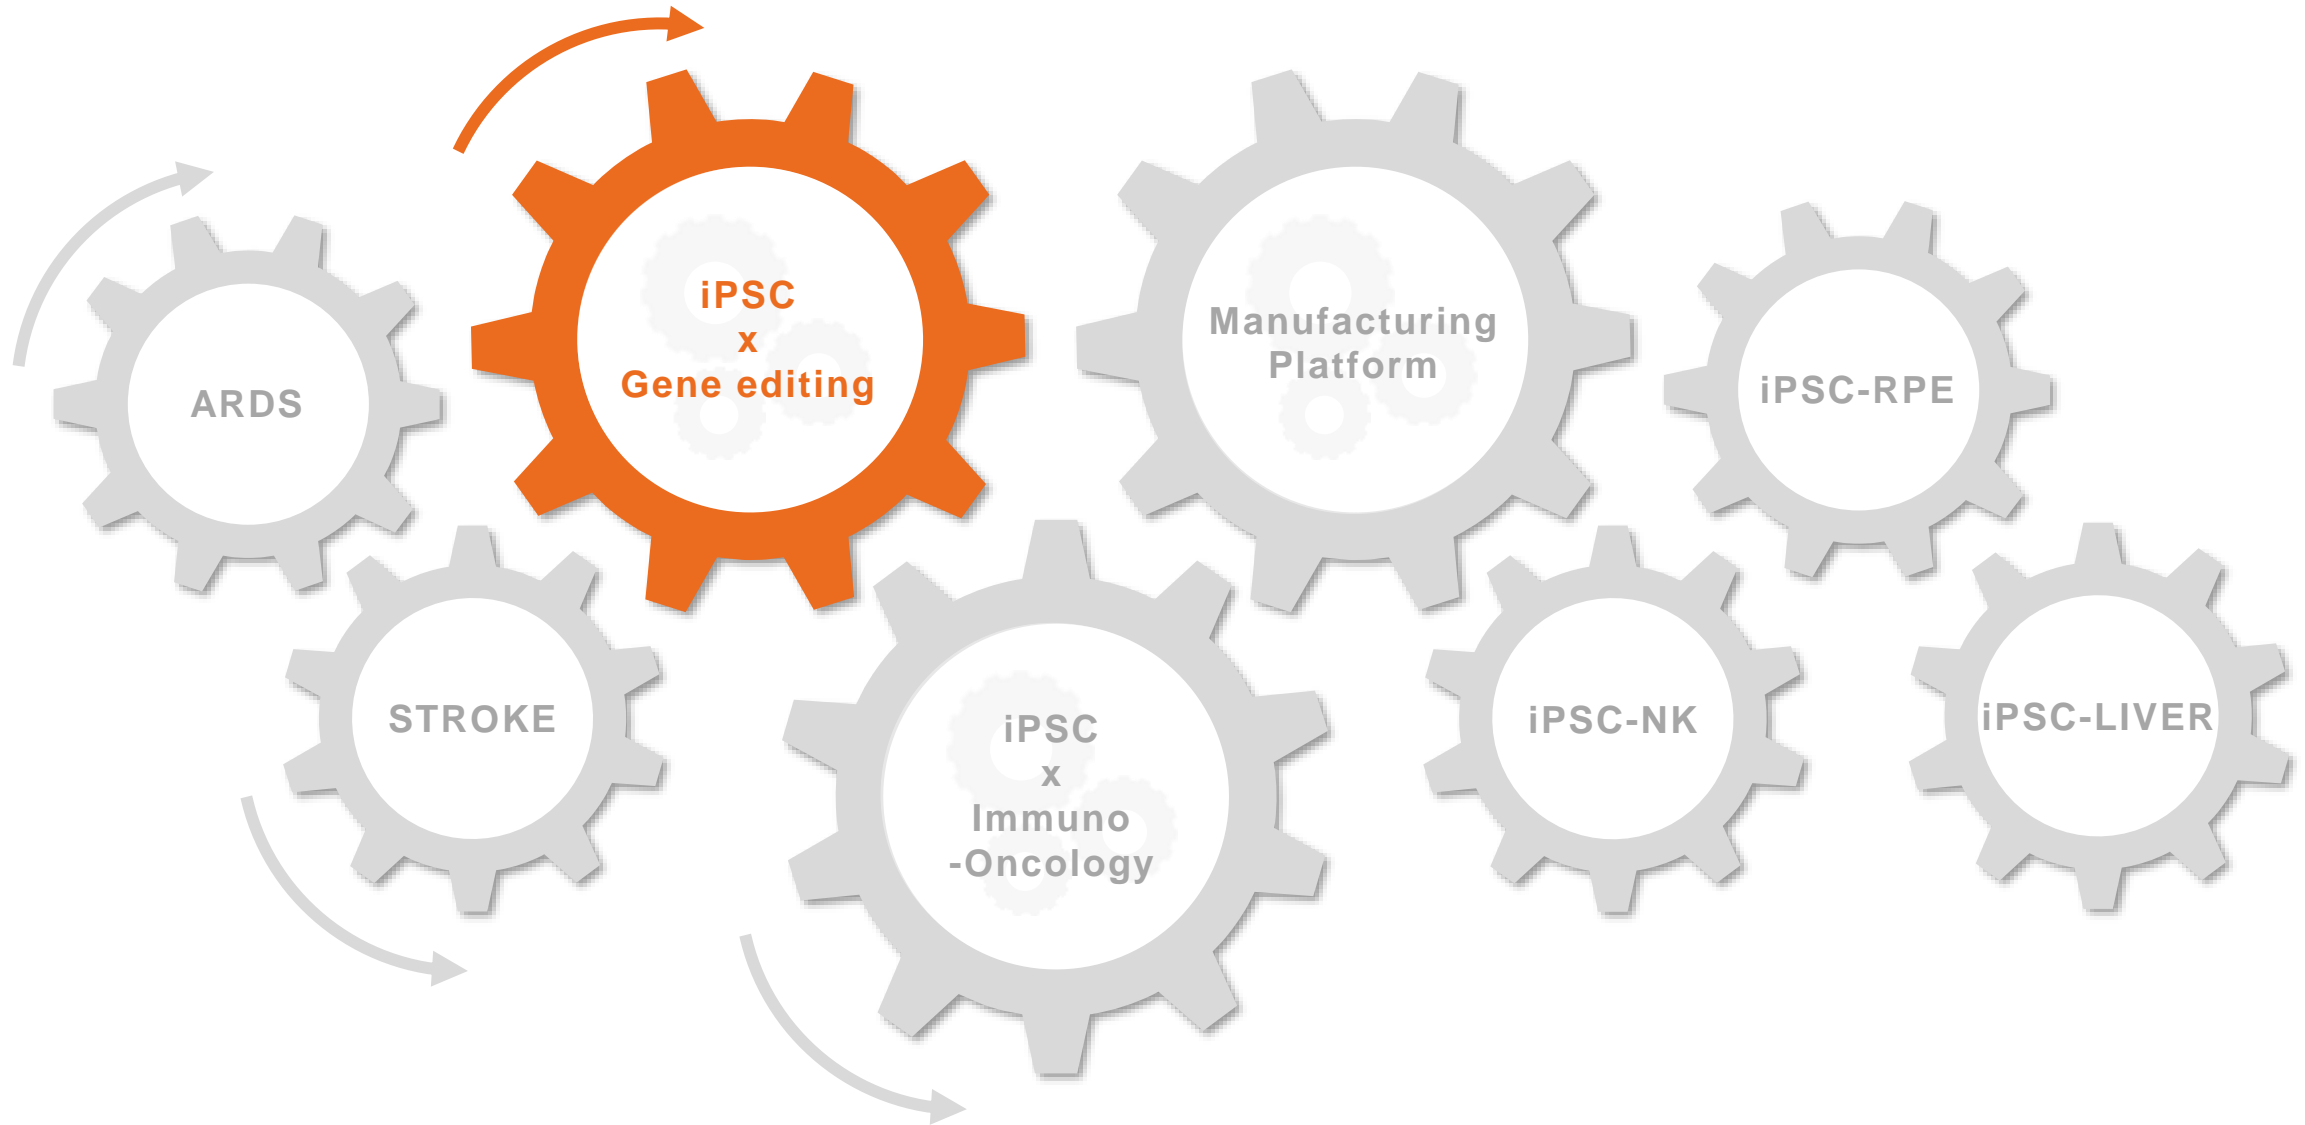 ARDS
iPSC
x
Gene editing
Manufacturing
Platform
iPSC-RPE
STROKE
iPSC
x
Immuno
-Oncology
iPSC-NK
iPSC-LIVER